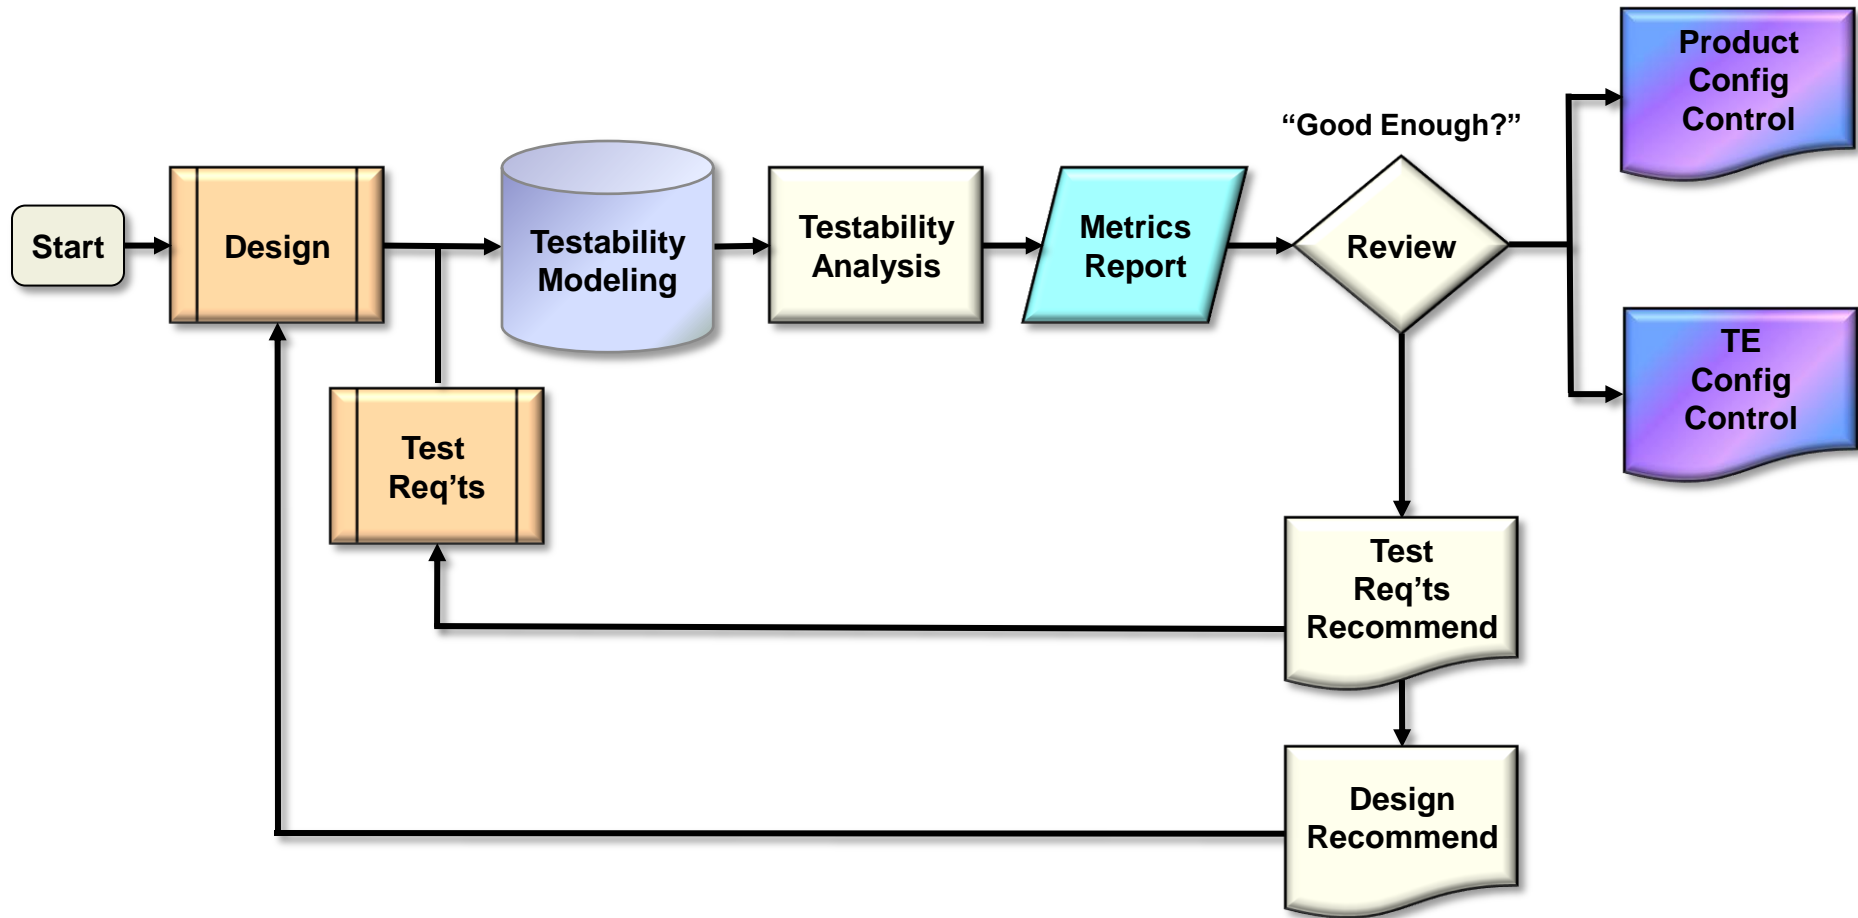 Product
Config
Control
“Good Enough?”
Start
Design
Testability
Modeling
Testability
Analysis
Metrics
Report
Review
TE
Config
Control
Test
Req’ts
Test
Req’ts
Recommend
Design
Recommend